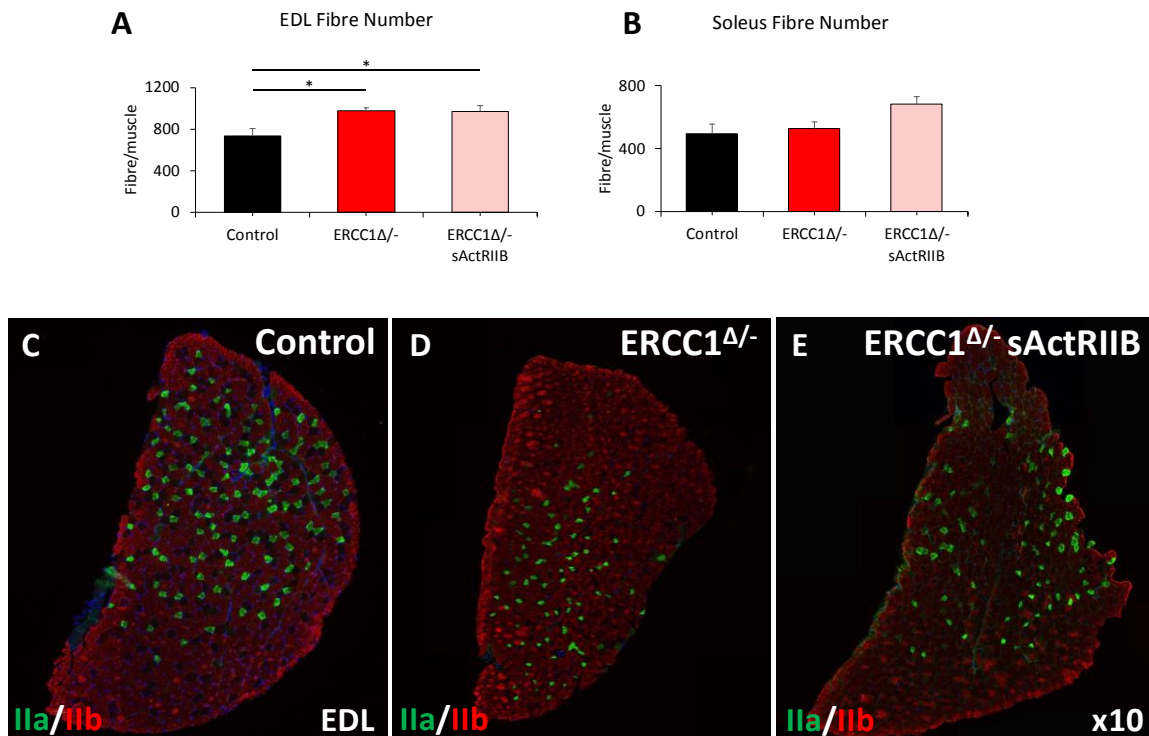 A
EDL Fibre Number
*
*
1200
800
400
0
Fibre/muscle
Control
ERCC1Δ/-
ERCC1Δ/-
sActRIIB
B
Soleus Fibre Number
800
400
0
Fibre/muscle
Control
ERCC1Δ/-
ERCC1Δ/-
sActRIIB
C
Control
IIa/IIb
EDL
D
ERCC1Δ/-
IIa/IIb
E
ERCC1Δ/- sActRIIB
IIa/IIb
x10